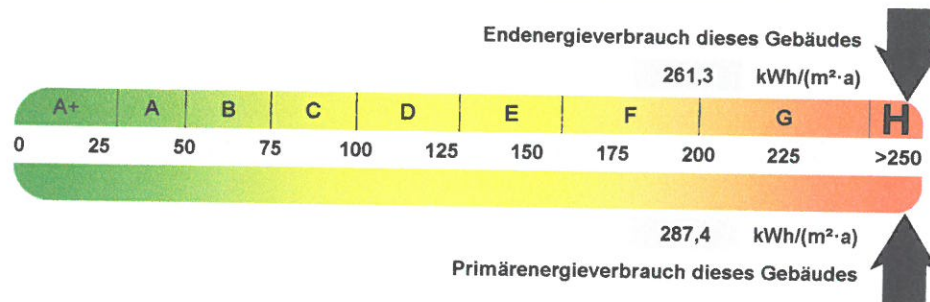 Endenergieverbrauch dieses Gebäudes
261,3 kWh/(m²·a)
A+ A B C D E F G H
0 25 50 75 100 125 150 175 200 225 >250
287,4 kWh/(m²·a)
Primärenergieverbrauch dieses Gebäudes